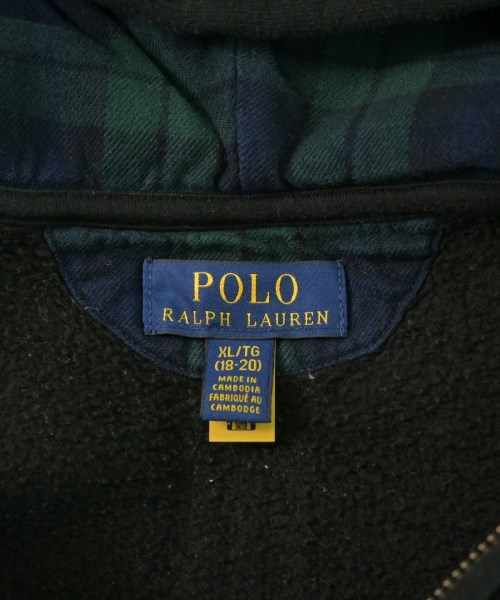 POLO
RALPH LAUREN
XL/TG
(18-20)
MADE IN
CAMBODIA
FABRIQUÉ AU
CAMBODGE